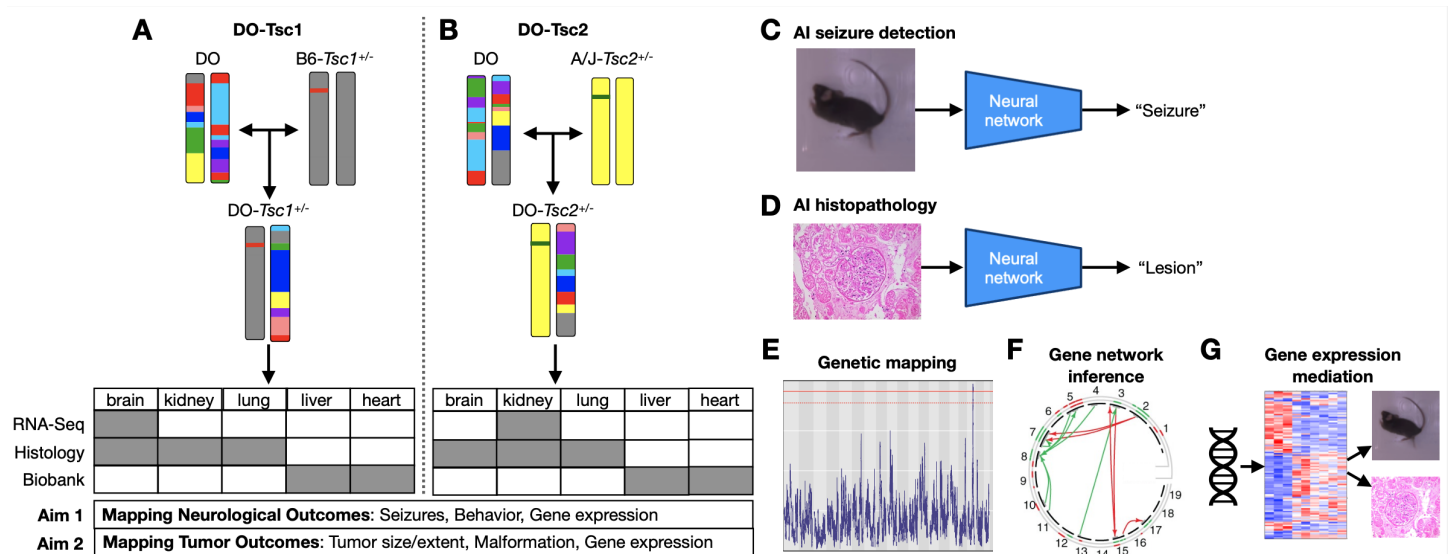 A
DO-Tsc1
DO
B6-Tsc1+/-
DO-Tsc1+/-
B
DO-Tsc2
DO
A/J-Tsc2+/-
DO-Tsc2+/-
brain kidney lung liver heart
RNA-Seq
Histology
Biobank
brain kidney lung liver heart
Aim 1 Mapping Neurological Outcomes: Seizures, Behavior, Gene expression
Aim 2 Mapping Tumor Outcomes: Tumor size/extent, Malformation, Gene expression
C AI seizure detection
Neural
network
“Seizure”
D AI histopathology
Neural
network
“Lesion”
E
Genetic mapping
F
Gene network
inference
1
2
3
4
5
6
7
8
9
10
11
12
13
14
15
16
17
18
19
G
Gene expression
mediation